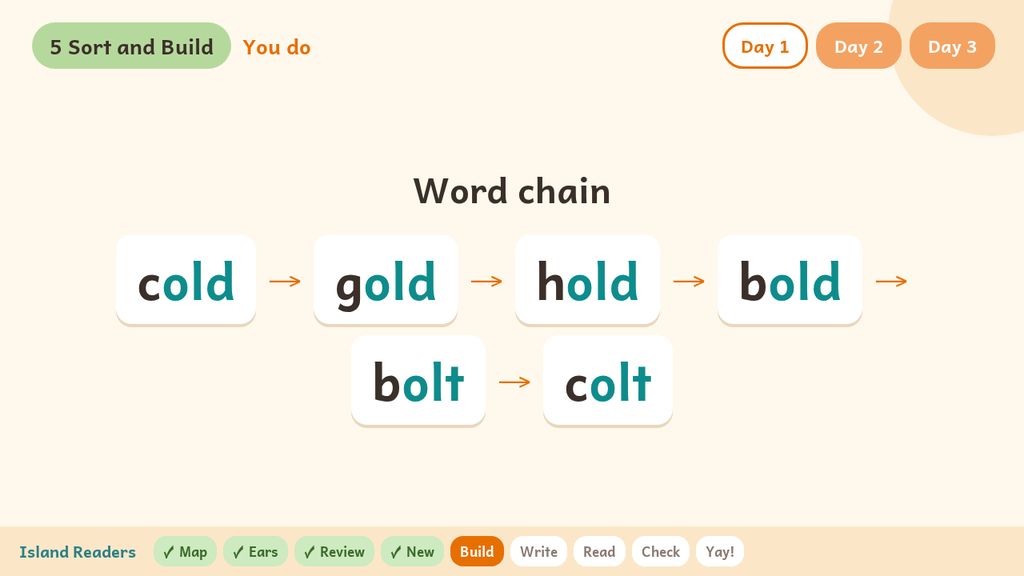 5 Sort and Build You do
Day 1 Day 2 Day 3
Word chain
cold → gold → hold → bold →
bolt → colt
Island Readers ✓ Map ✓ Ears ✓ Review ✓ New Build Write Read Check Yay!